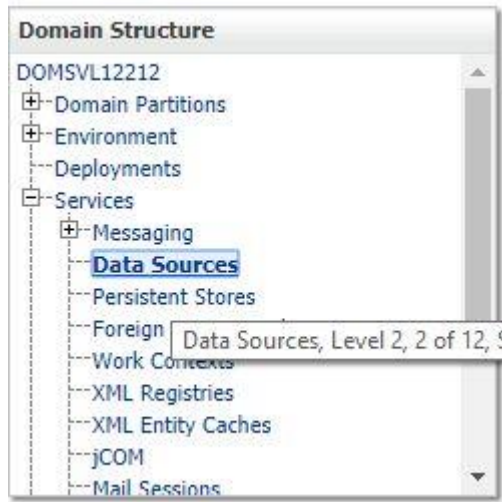 Domain Structure
DOMSVL12212
Domain Partitions
Environment
Deployments
Services
Messaging
Data Sources
Persistent Stores
Foreign
Data Sources, Level 2, 2 of 12, S
Work Contexts
XML Registries
XML Entity Caches
jCOM
Mail Sessions